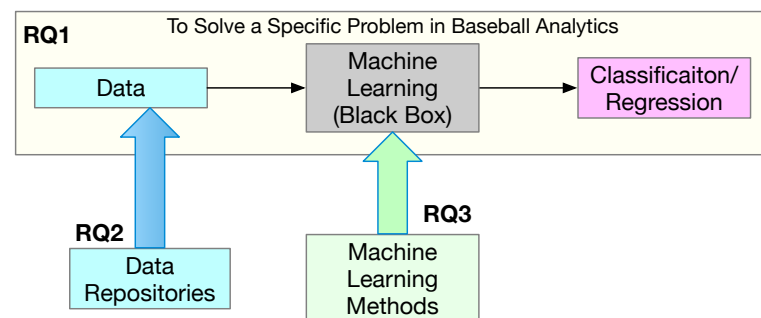 To Solve a Specific Problem in Baseball Analytics
RQ1
Data
Machine
Learning
(Black Box)
Classificaiton/
Regression
RQ2
RQ3
Data
Repositories
Machine
Learning
Methods